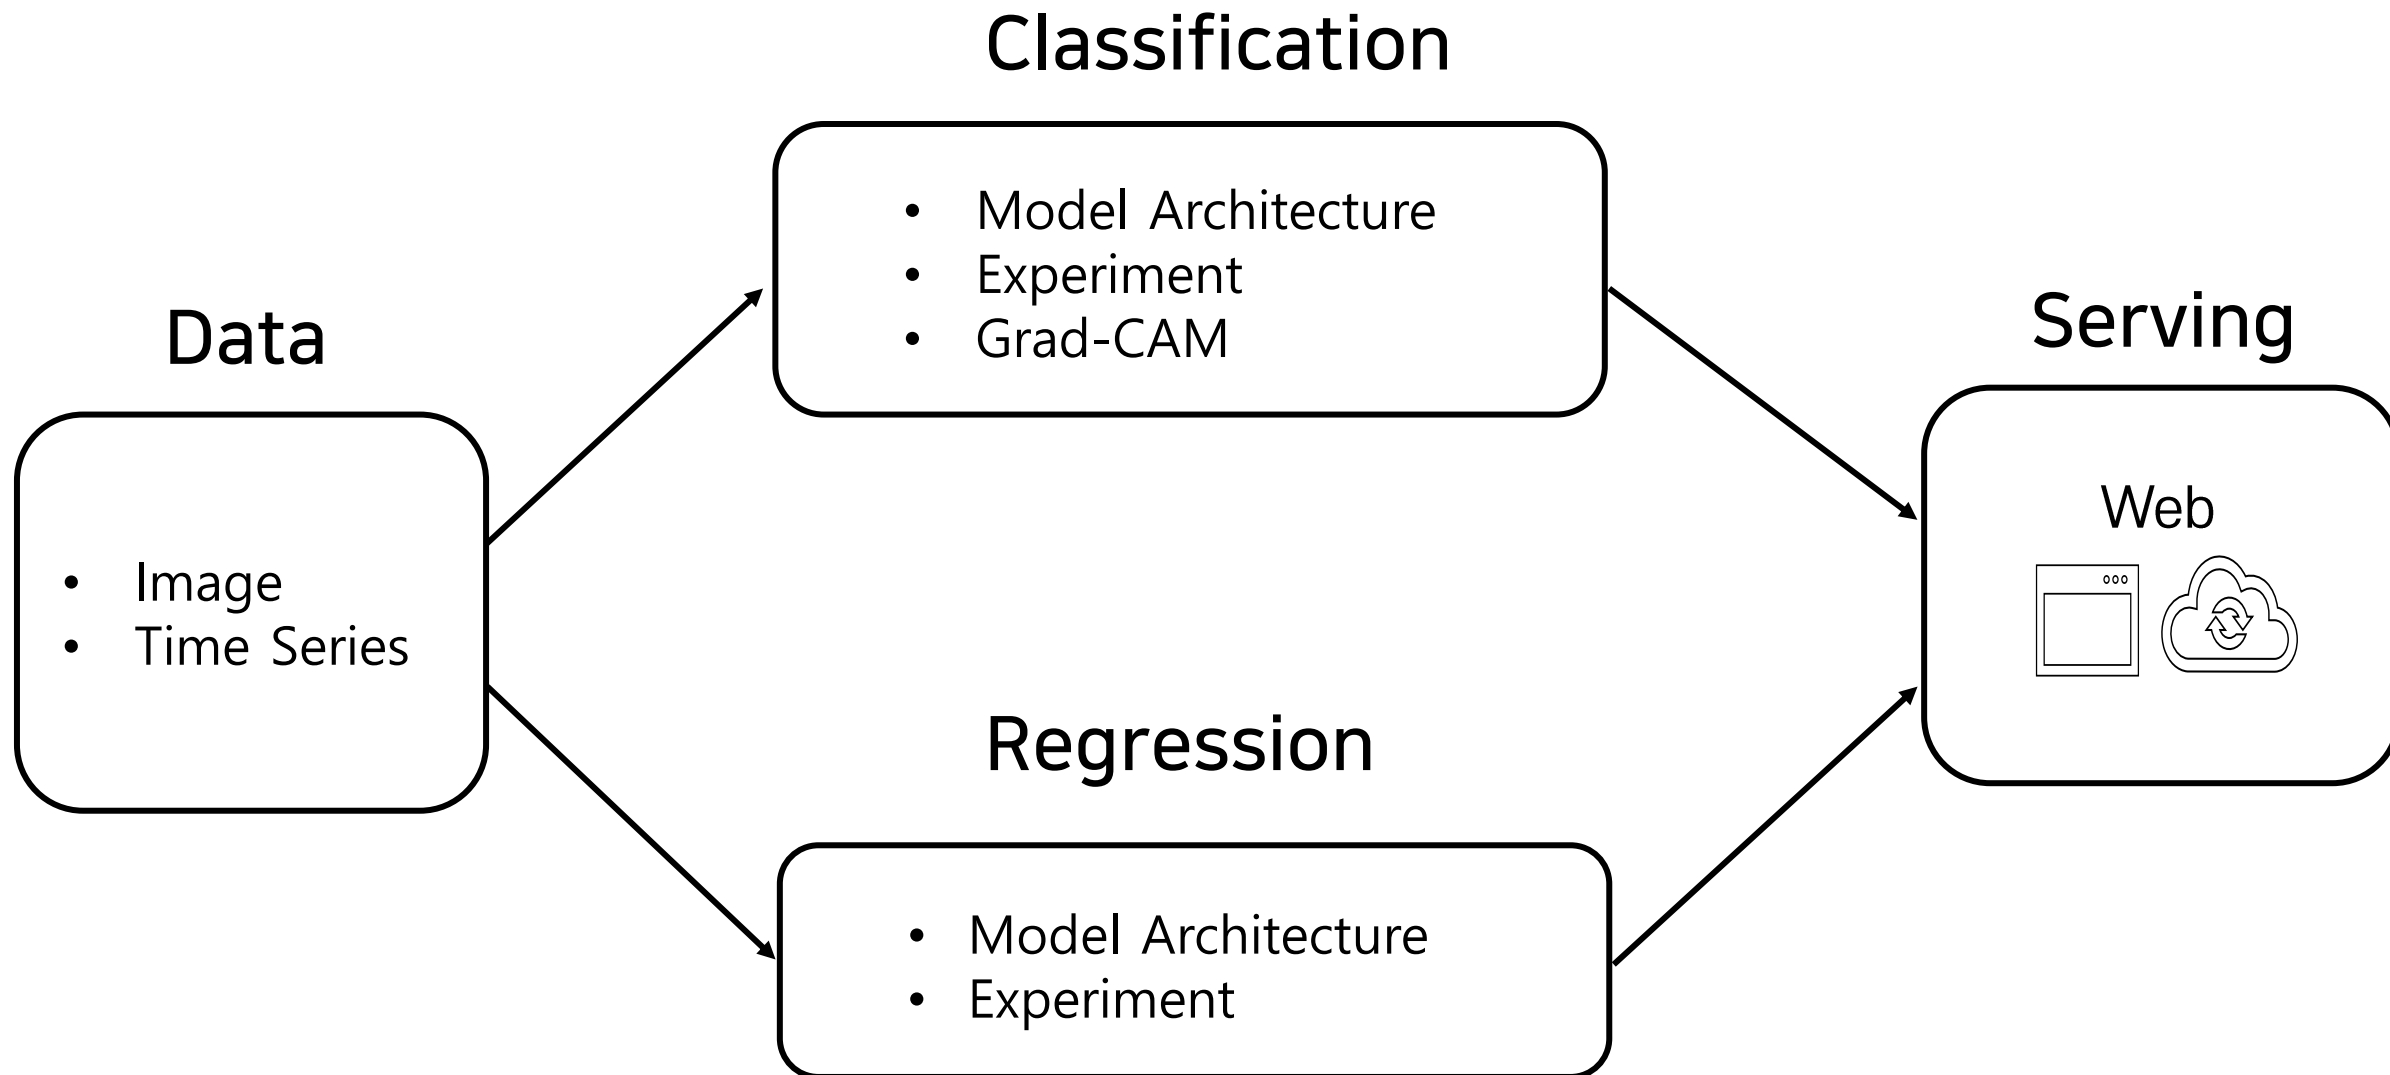 Classification
• Model Architecture
• Experiment
• Grad-CAM
Data
• Image
• Time Series
Serving
Web
Regression
• Model Architecture
• Experiment